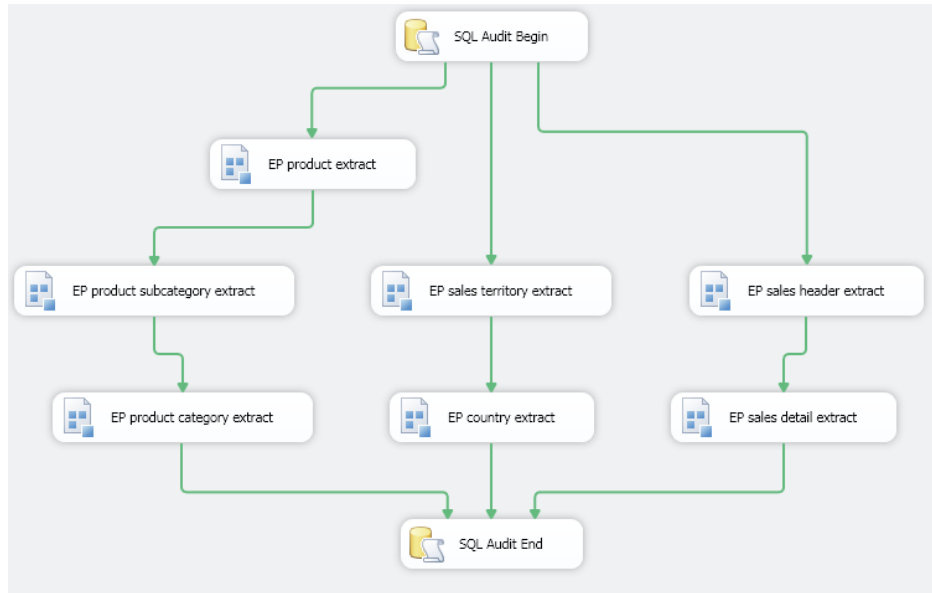 SQL Audit Begin
EP product extract
EP product subcategory extract
EP sales territory extract
EP sales header extract
EP product category extract
EP country extract
EP sales detail extract
SQL Audit End